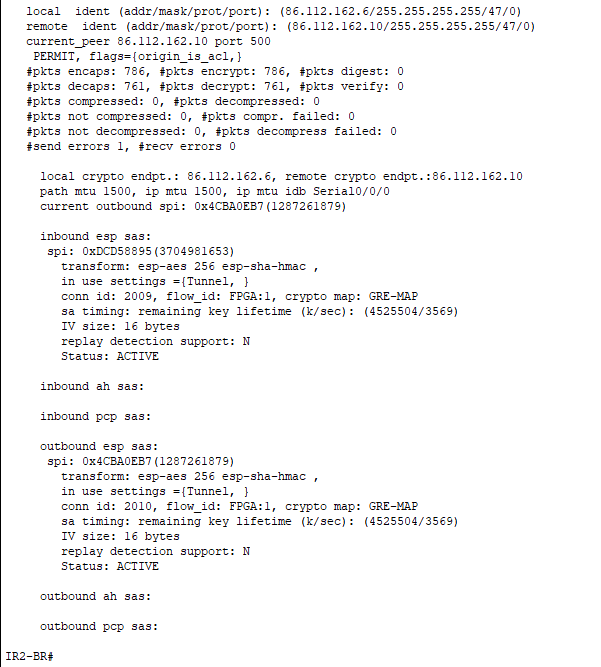 local  ident (addr/mask/prot/port): (86.112.162.6/255.255.255.255/47/0)
remote  ident (addr/mask/prot/port): (86.112.162.10/255.255.255.255/47/0)
current_peer 86.112.162.10 port 500
PERMIT, flags={origin_is_acl,}
#pkts encaps: 786, #pkts encrypt: 786, #pkts digest: 0
#pkts decaps: 761, #pkts decrypt: 761, #pkts verify: 0
#pkts compressed: 0, #pkts decompressed: 0
#pkts not compressed: 0, #pkts compr. failed: 0
#pkts not decompressed: 0, #pkts decompress failed: 0
#send errors 1, #recv errors 0
local crypto endpt.: 86.112.162.6, remote crypto endpt.:86.112.162.10
path mtu 1500, ip mtu 1500, ip mtu idb Serial0/0/0
current outbound spi: 0x4CBA0EB7(1287261879)
inbound esp sas:
spi: 0xDCD58895(3704981653)
transform: esp-aes 256 esp-sha-hmac ,
in use settings ={Tunnel, }
conn id: 2009, flow_id: FPGA:1, crypto map: GRE-MAP
sa timing: remaining key lifetime (k/sec): (4525504/3569)
IV size: 16 bytes
replay detection support: N
Status: ACTIVE
inbound ah sas:
inbound pcp sas:
outbound esp sas:
spi: 0x4CBA0EB7(1287261879)
transform: esp-aes 256 esp-sha-hmac ,
in use settings ={Tunnel, }
conn id: 2010, flow_id: FPGA:1, crypto map: GRE-MAP
sa timing: remaining key lifetime (k/sec): (4525504/3569)
IV size: 16 bytes
replay detection support: N
Status: ACTIVE
outbound ah sas:
outbound pcp sas:
IR2-BR#